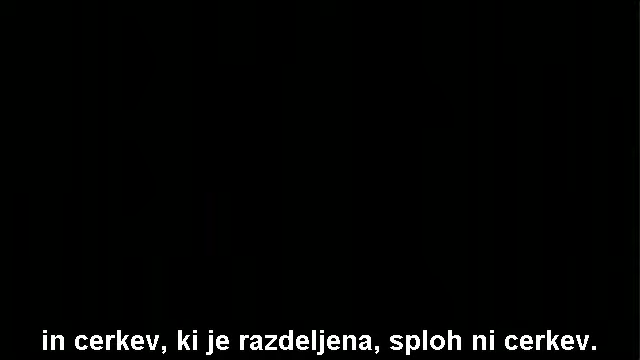 in cerkev, ki je razdeljena, sploh ni cerkev.